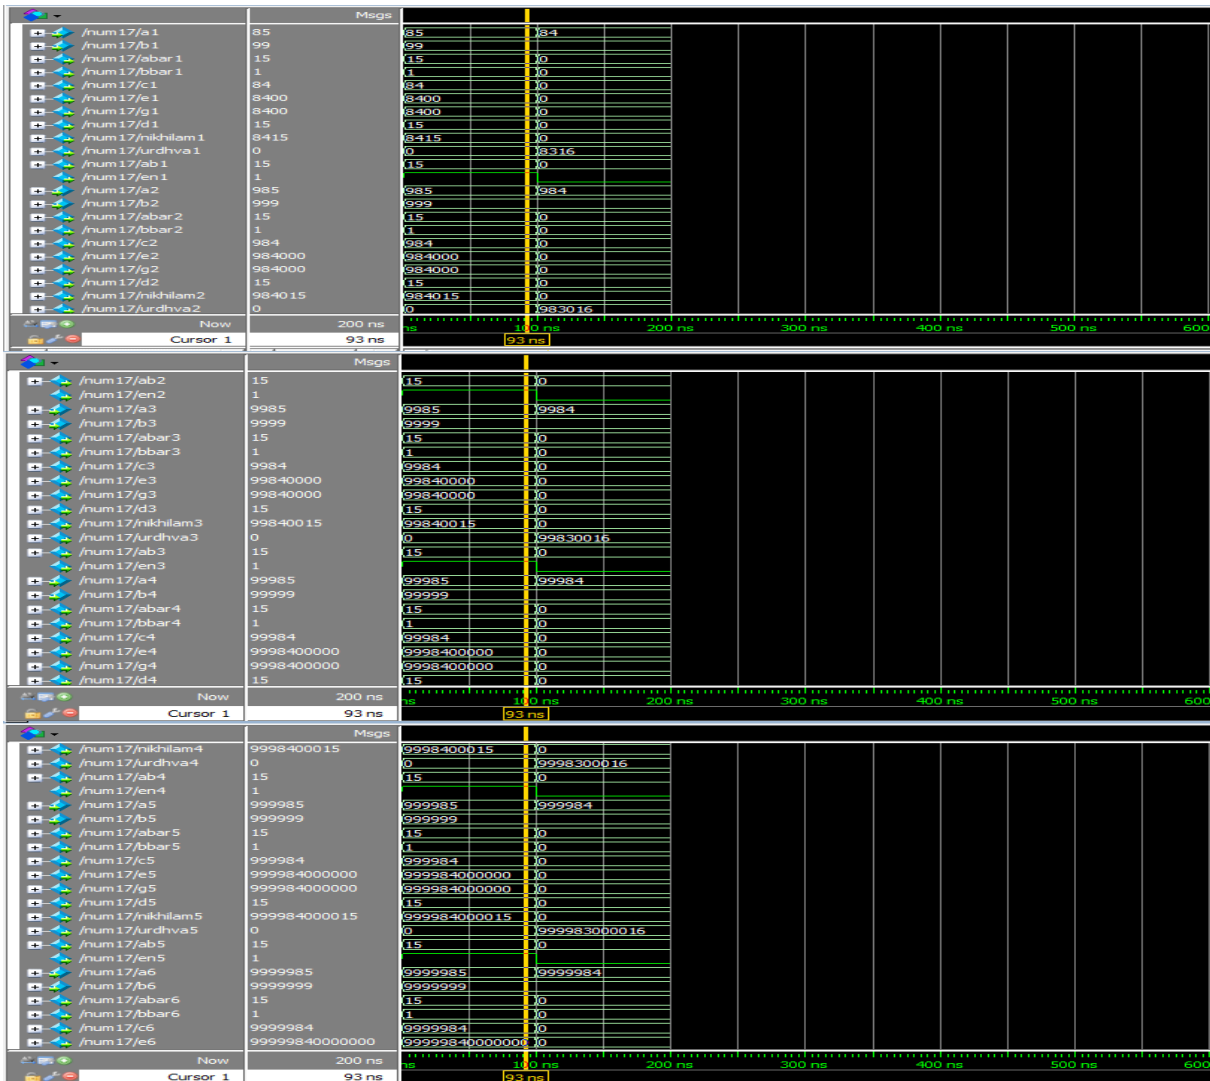 Msgs
/num17/a1 85 85 84
/num17/b1 99 99
/num17/abar1 15 15 0
/num17/bbar1 1 1 0
/num17/c1 84 84 0
/num17/e1 8400 8400 0
/num17/g1 8400 8400 0
/num17/d1 15 15 0
/num17/nikhilam1 8415 8415 0
/num17/urdhva1 0 0 8316
/num17/ab1 15 15 0
/num17/en1 1
/num17/a2 985 985 984
/num17/b2 999 999
/num17/abar2 15 15 0
/num17/bbar2 1 1 0
/num17/c2 984 984 0
/num17/e2 984000 984000 0
/num17/g2 984000 984000 0
/num17/d2 15 15 0
/num17/nikhilam2 984015 984015 0
/num17/urdhva2 0 0 983016
Now 200 ns ns 100 ns 200 ns 300 ns 400 ns 500 ns 600
Cursor 1 93 ns 93 ns
Msgs
/num17/ab2 15 15 0
/num17/en2 1
/num17/a3 9985 9985 9984
/num17/b3 9999 9999
/num17/abar3 15 15 0
/num17/bbar3 1 1 0
/num17/c3 9984 9984 0
/num17/e3 99840000 99840000 0
/num17/g3 99840000 99840000 0
/num17/d3 15 15 0
/num17/nikhilam3 99840015 99840015 0
/num17/urdhva3 0 0 99830016
/num17/ab3 15 15 0
/num17/en3 1
/num17/a4 99985 99985 99984
/num17/b4 99999 99999
/num17/abar4 15 15 0
/num17/bbar4 1 1 0
/num17/c4 99984 99984 0
/num17/e4 9998400000 9998400000 0
/num17/g4 9998400000 9998400000 0
/num17/d4 15 15 0
Now 200 ns ns 100 ns 200 ns 300 ns 400 ns 500 ns 600
Cursor 1 93 ns 93 ns
Msgs
/num17/nikhilam4 9998400015 9998400015 0
/num17/urdhva4 0 0 9998300016
/num17/ab4 15 15 0
/num17/en4 1
/num17/a5 999985 999985 999984
/num17/b5 999999 999999
/num17/abar5 15 15 0
/num17/bbar5 1 1 0
/num17/c5 999984 999984 0
/num17/e5 999984000000 999984000000 0
/num17/g5 999984000000 999984000000 0
/num17/d5 15 15 0
/num17/nikhilam5 999984000015 999984000015 0
/num17/urdhva5 0 0 999983000016
/num17/ab5 15 15 0
/num17/en5 1
/num17/a6 9999985 9999985 9999984
/num17/b6 9999999 9999999
/num17/abar6 15 15 0
/num17/bbar6 1 1 0
/num17/c6 9999984 9999984 0
/num17/e6 99999840000000 99999840000000 0
Now 200 ns ns 100 ns 200 ns 300 ns 400 ns 500 ns 600
Cursor 1 93 ns 93 ns